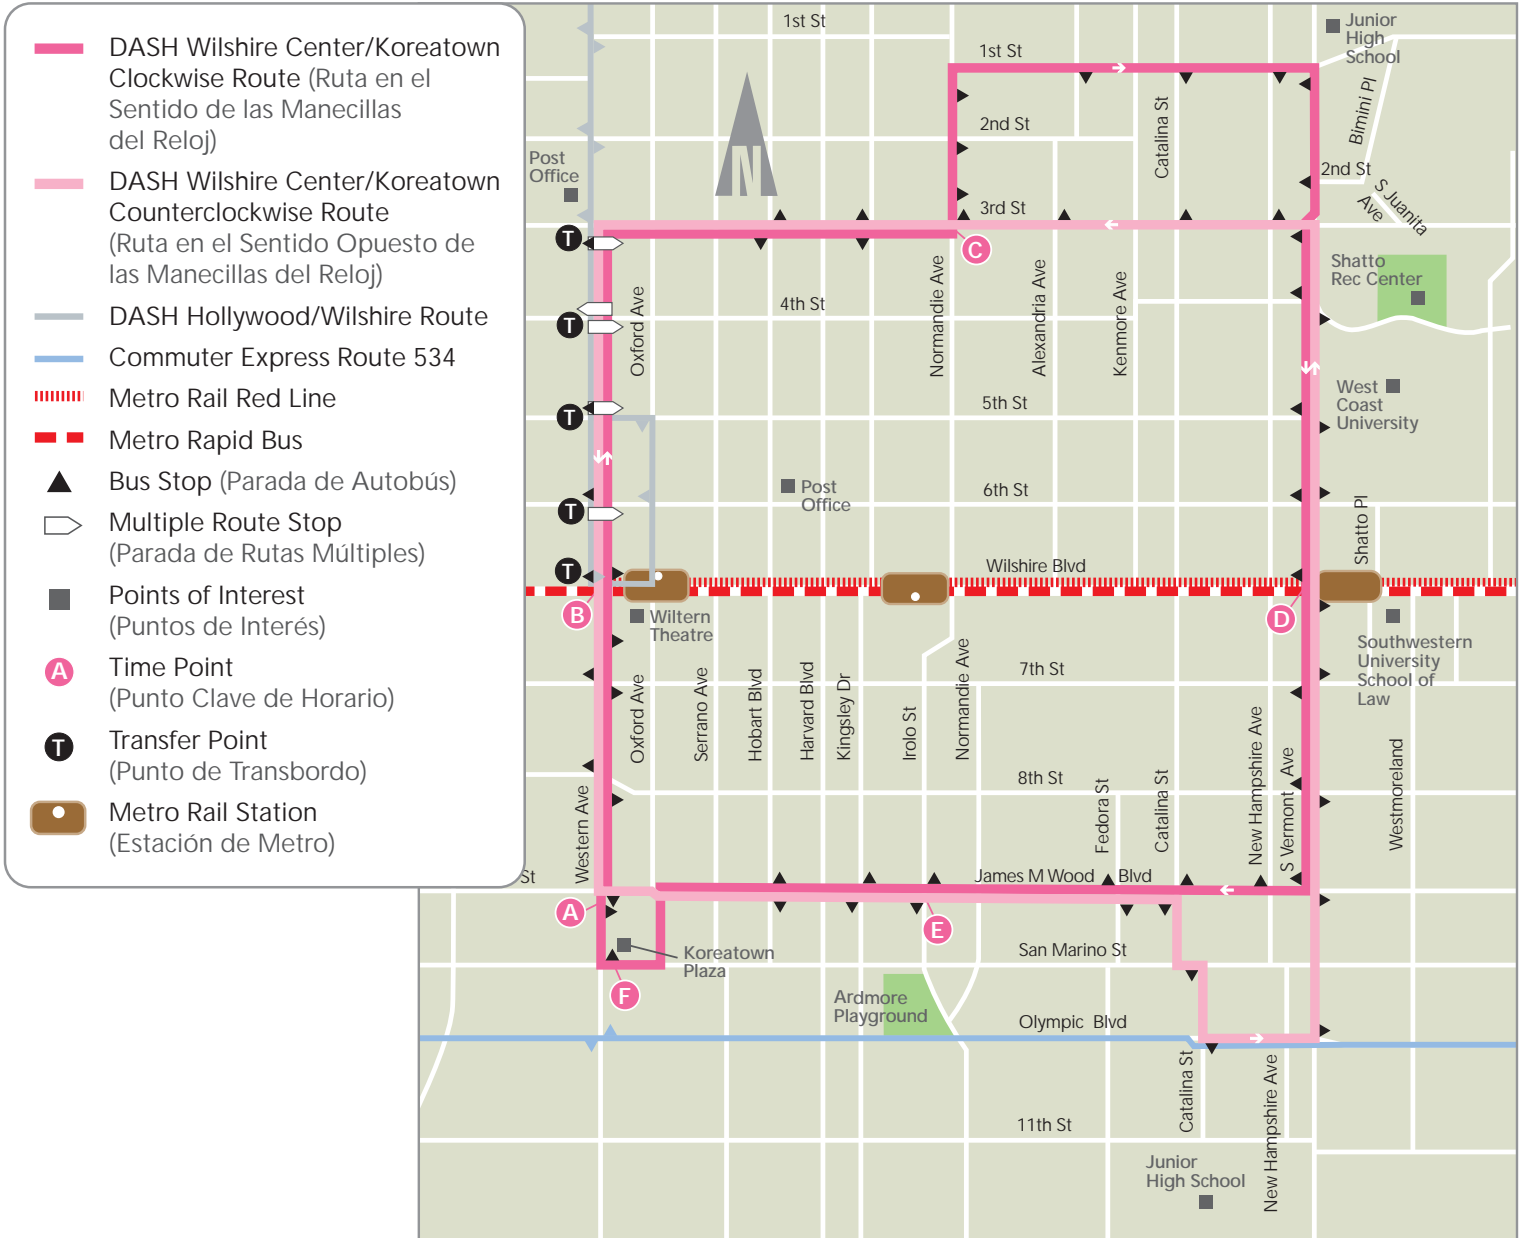 DASH Wilshire Center/Koreatown
Clockwise Route (Ruta en el
Sentido de las Manecillas
del Reloj)
DASH Wilshire Center/Koreatown
Counterclockwise Route
(Ruta en el Sentido Opuesto de
las Manecillas del Reloj)
DASH Hollywood/Wilshire Route
Commuter Express Route 534
Metro Rail Red Line
Metro Rapid Bus
Bus Stop (Parada de Autobús)
Multiple Route Stop
(Parada de Rutas Múltiples)
Points of Interest
(Puntos de Interés)
A
Time Point
(Punto Clave de Horario)
T
Transfer Point
(Punto de Transbordo)
Metro Rail Station
(Estación de Metro)
1st St
1st St
Junior
High
School
Bimini Pl
N
2nd St
Catalina St
Post
Office
2nd St
S Juanita
Ave
3rd St
T
C
Shatto
Rec Center
Oxford Ave
4th St
Normandie Ave
Alexandria Ave
Kenmore Ave
T
West
Coast
University
5th St
T
Post
Office
6th St
T
Shatto Pl
Wilshire Blvd
T
B
Wiltern
Theatre
D
Southwestern
University
School of
Law
7th St
Oxford Ave
Serrano Ave
Hobart Blvd
Harvard Blvd
Kingsley Dr
Irolo St
Normandie Ave
8th St
Western Ave
Fedora St
Catalina St
New Hampshire Ave
S Vermont Ave
Westmoreland
St
James M Wood Blvd
A
E
Koreatown
Plaza
San Marino St
F
Ardmore
Playground
Olympic Blvd
Catalina St
New Hampshire Ave
11th St
Junior
High School